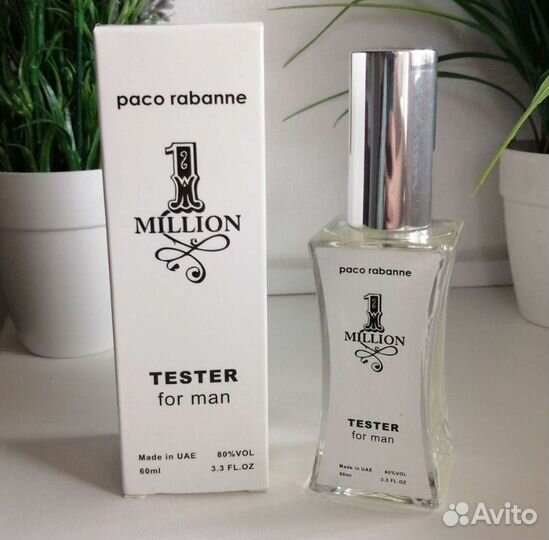 paco rabanne
1
MILLION
TESTER
for man
Made in UAE 80%VOL
60ml 3.3 FL.OZ
paco rabanne
1
MILLION
TESTER
for man
Made in UAE 80%VOL
60ml 3.3 FL.OZ
Avito